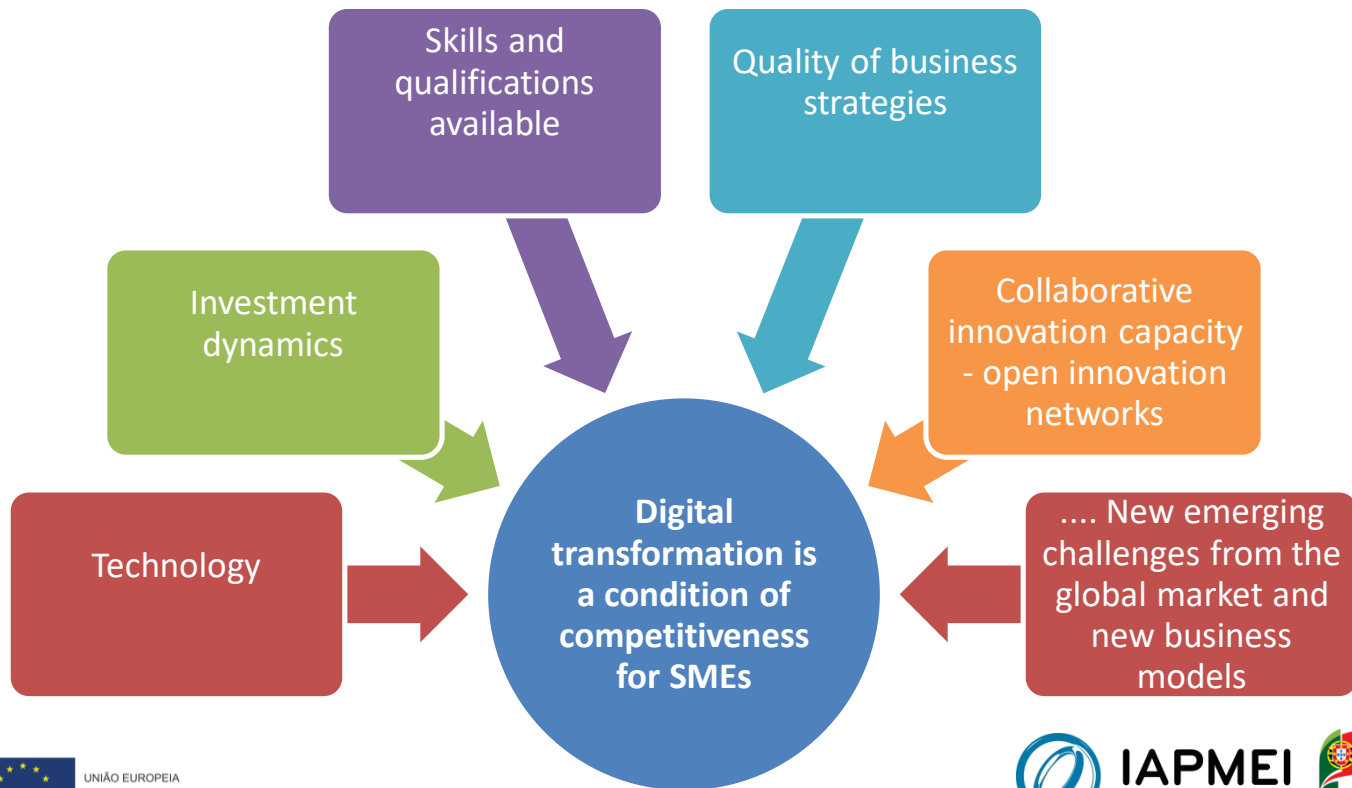 Skills and
qualifications
available
Quality of business
strategies
Investment
dynamics
Collaborative
innovation capacity
- open innovation
networks
Technology
Digital
transformation is
a condition of
competitiveness
for SMEs
.... New emerging
challenges from the
global market and
new business
models
UNIÃO EUROPEIA
IAPMEI